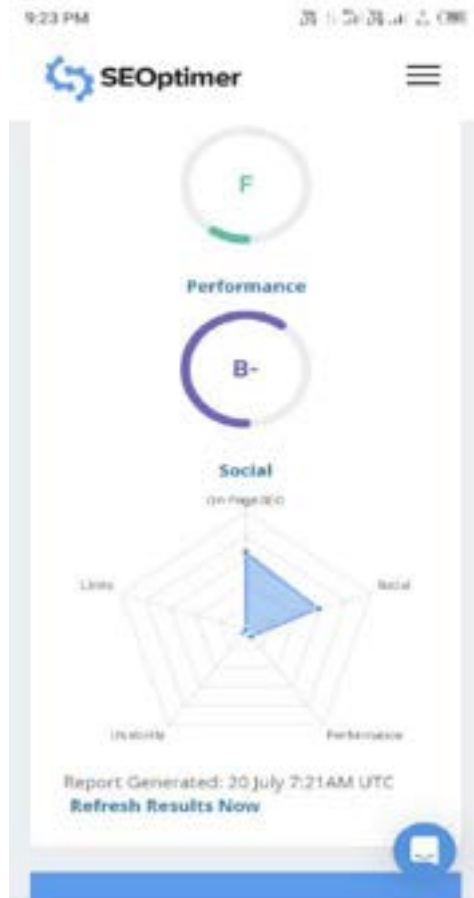 9:23 PM
SEOptimer
F
Performance
B-
Social
On-Page SEO
Links
Social
Usability
Performance
Report Generated: 20 July 7:21AM UTC
Refresh Results Now